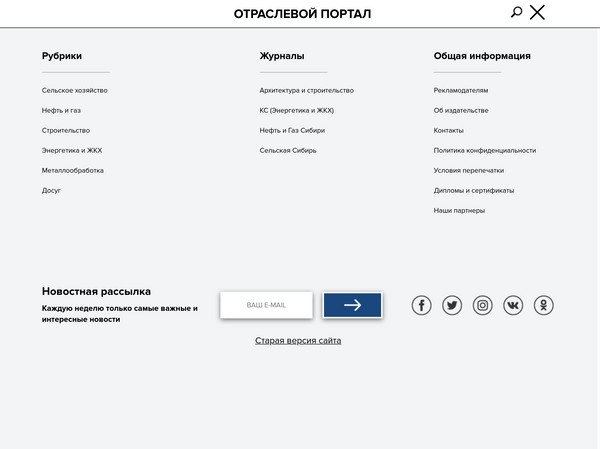 ОТРАСЛЕВОЙ ПОРТАЛ
Рубрики
Сельское хозяйство
Нефть и газ
Строительство
Энергетика и ЖКХ
Металлообработка
Досуг
Журналы
Архитектура и строительство
КС (Энергетика и ЖКХ)
Нефть и Газ Сибири
Сельская Сибирь
Общая информация
Рекламодателям
Об издательстве
Контакты
Политика конфиденциальности
Условия перепечатки
Дипломы и сертификаты
Наши партнеры
Новостная рассылка
Каждую неделю только самые важные и
интересные новости
ВАШ E-MAIL
Старая версия сайта